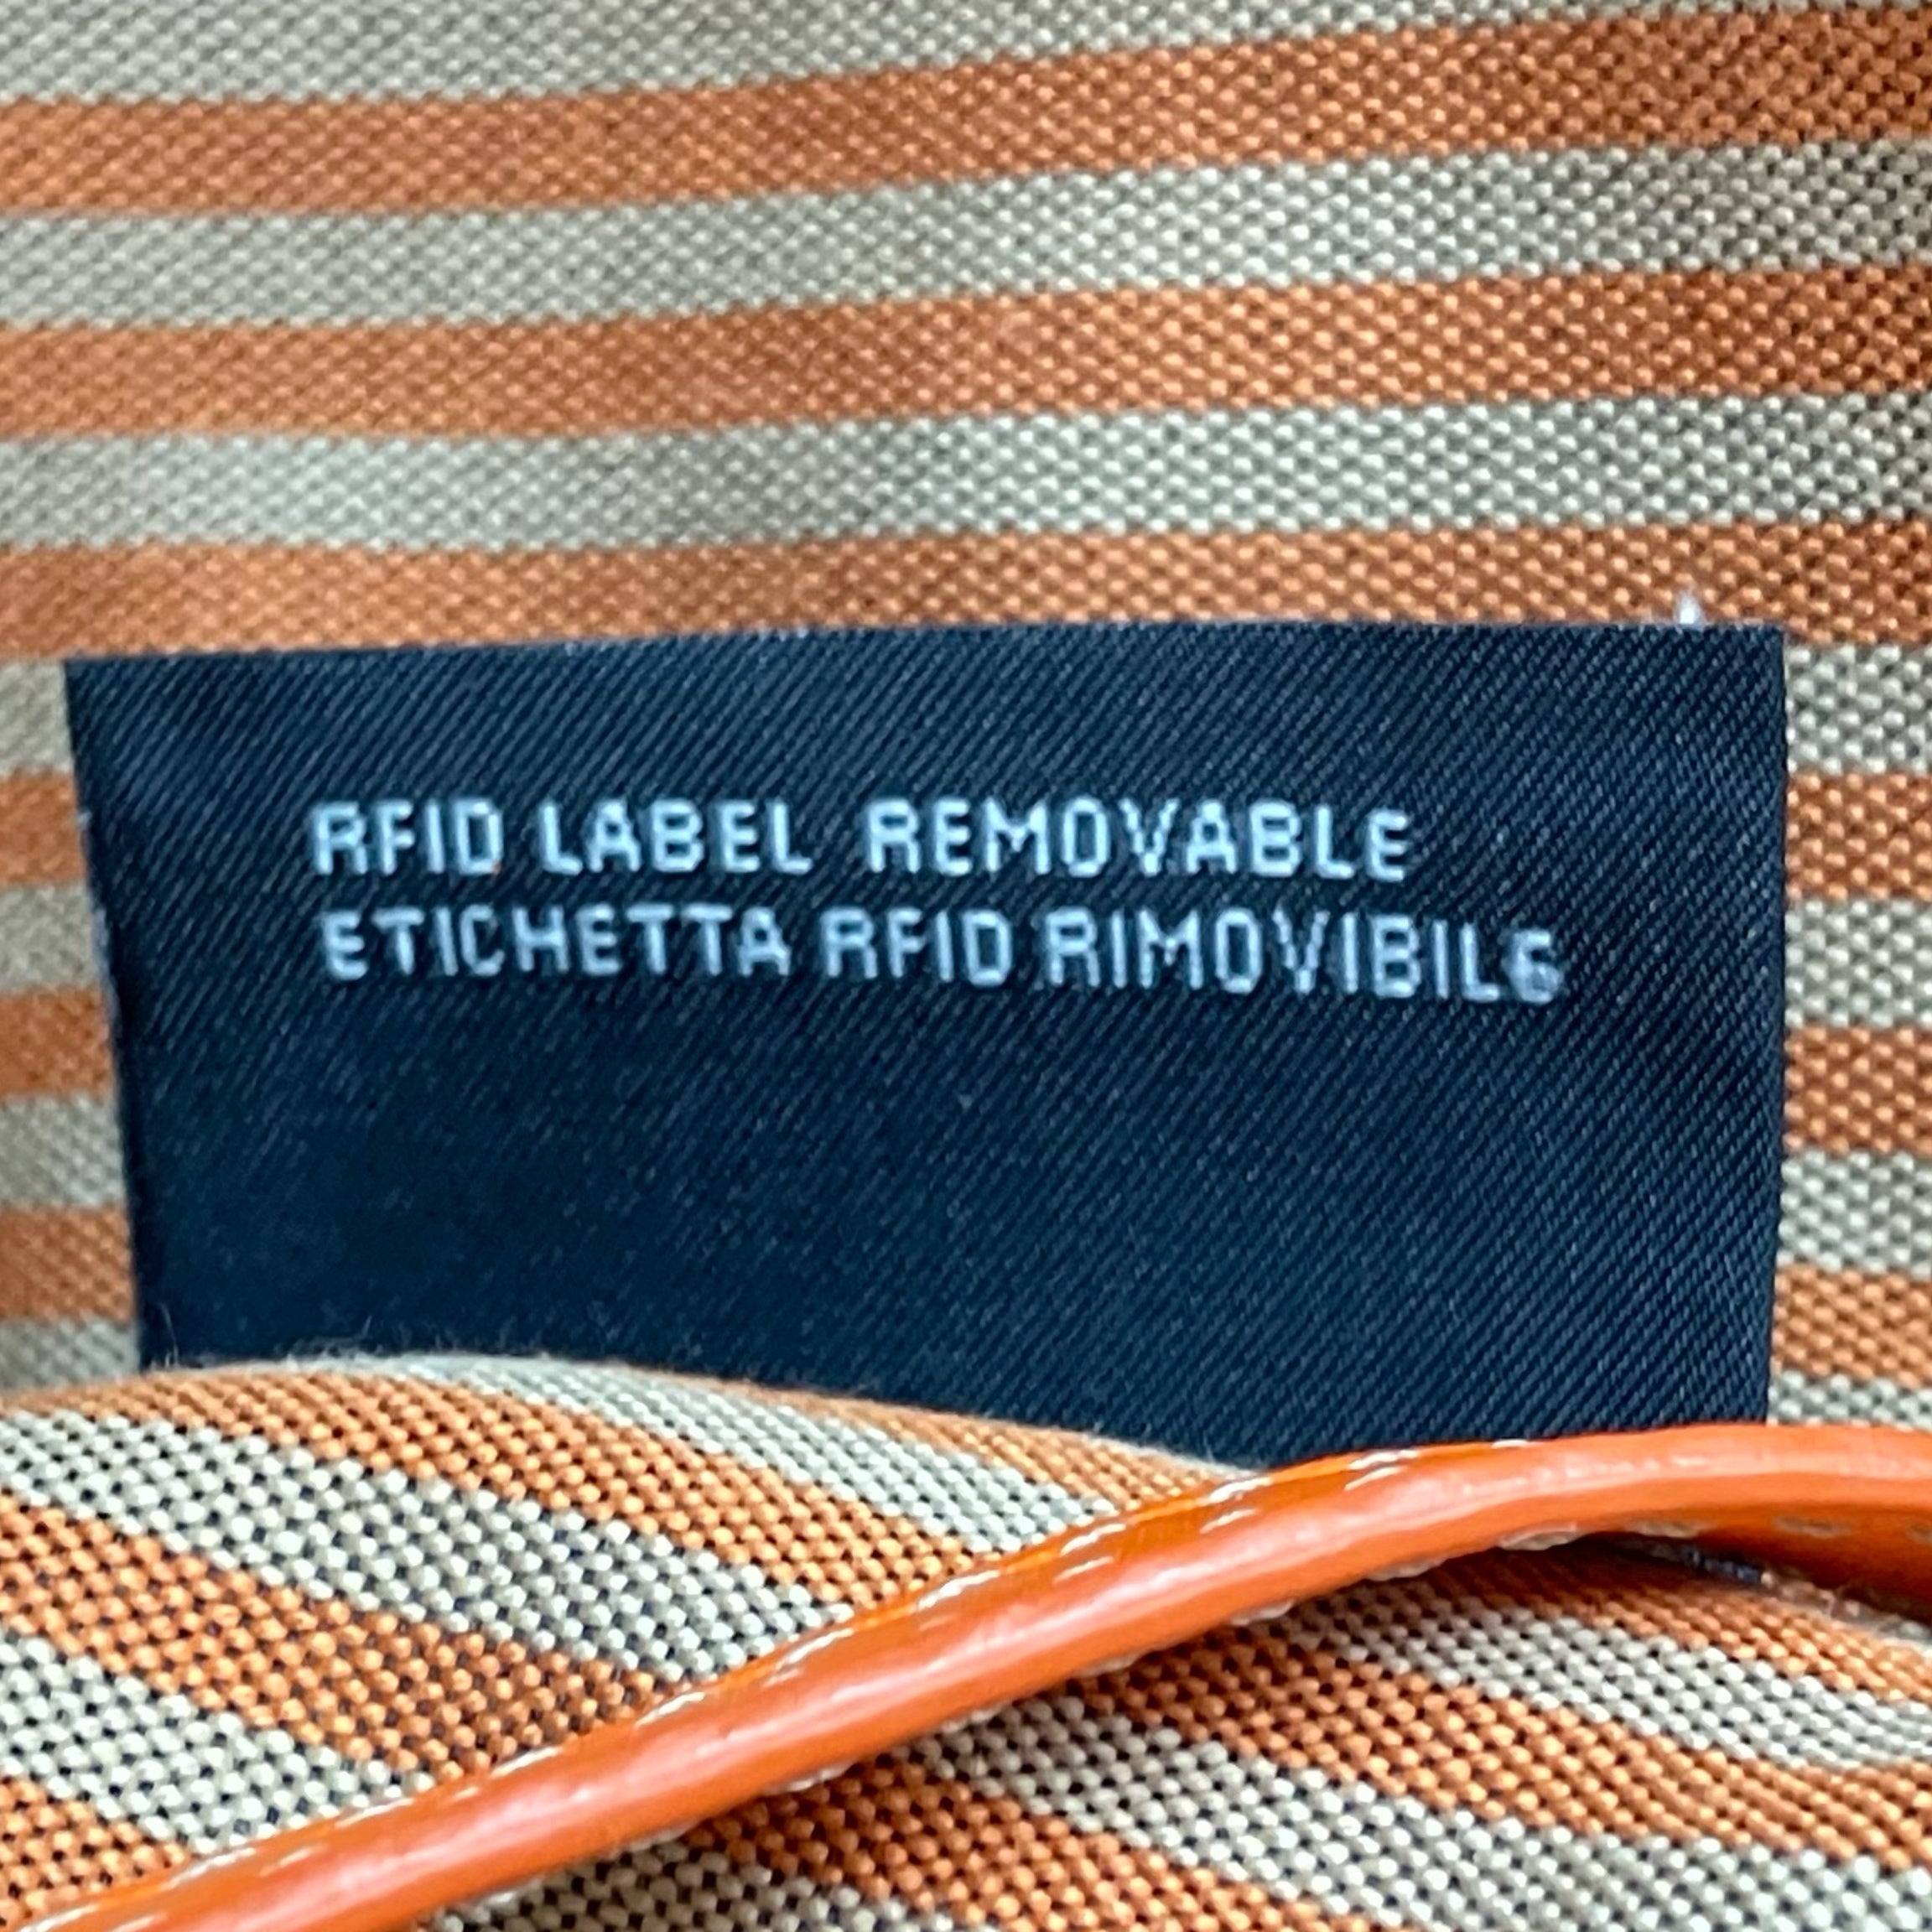 RFID LABEL REMOVABLE
ETICHETTA RFID RIMOVIBILE